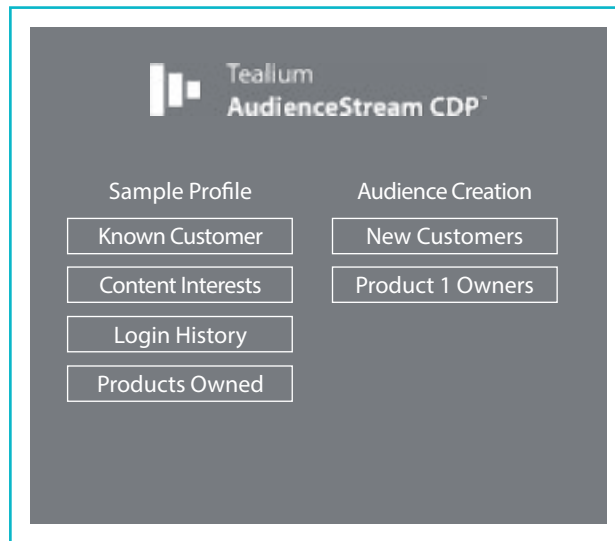 Tealium
AudienceStream CDP™
Sample Profile
Known Customer
Content Interests
Login History
Products Owned
Audience Creation
New Customers
Product 1 Owners